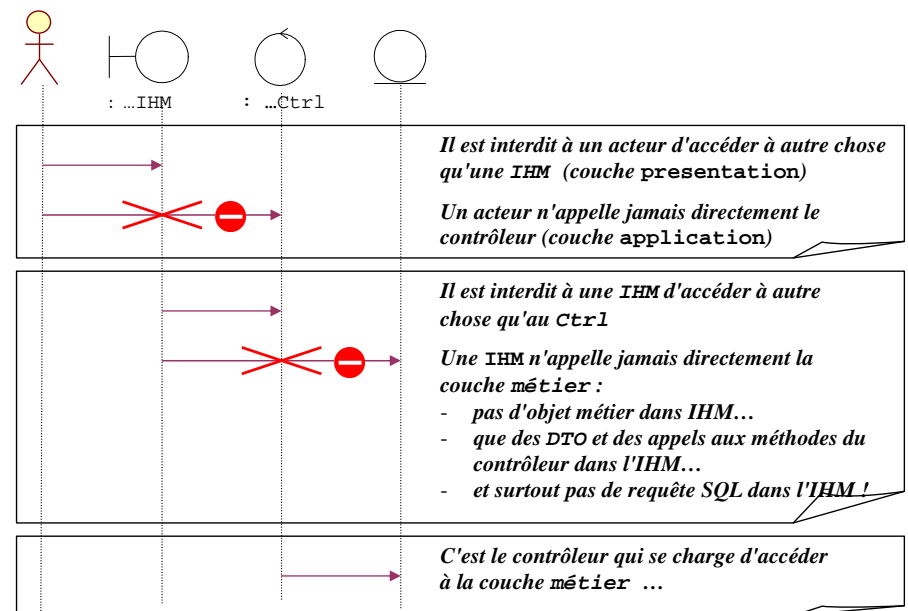 : …IHM
: …Ctrl
Il est interdit à un acteur d'accéder à autre chose
qu'une IHM (couche presentation)
Un acteur n'appelle jamais directement le
contrôleur (couche application)
Il est interdit à une IHM d'accéder à autre
chose qu'au Ctrl
Une IHM n'appelle jamais directement la
couche métier :
- pas d'objet métier dans IHM…
- que des DTO et des appels aux méthodes du
contrôleur dans l'IHM…
- et surtout pas de requête SQL dans l'IHM !
C'est le contrôleur qui se charge d'accéder
à la couche métier …